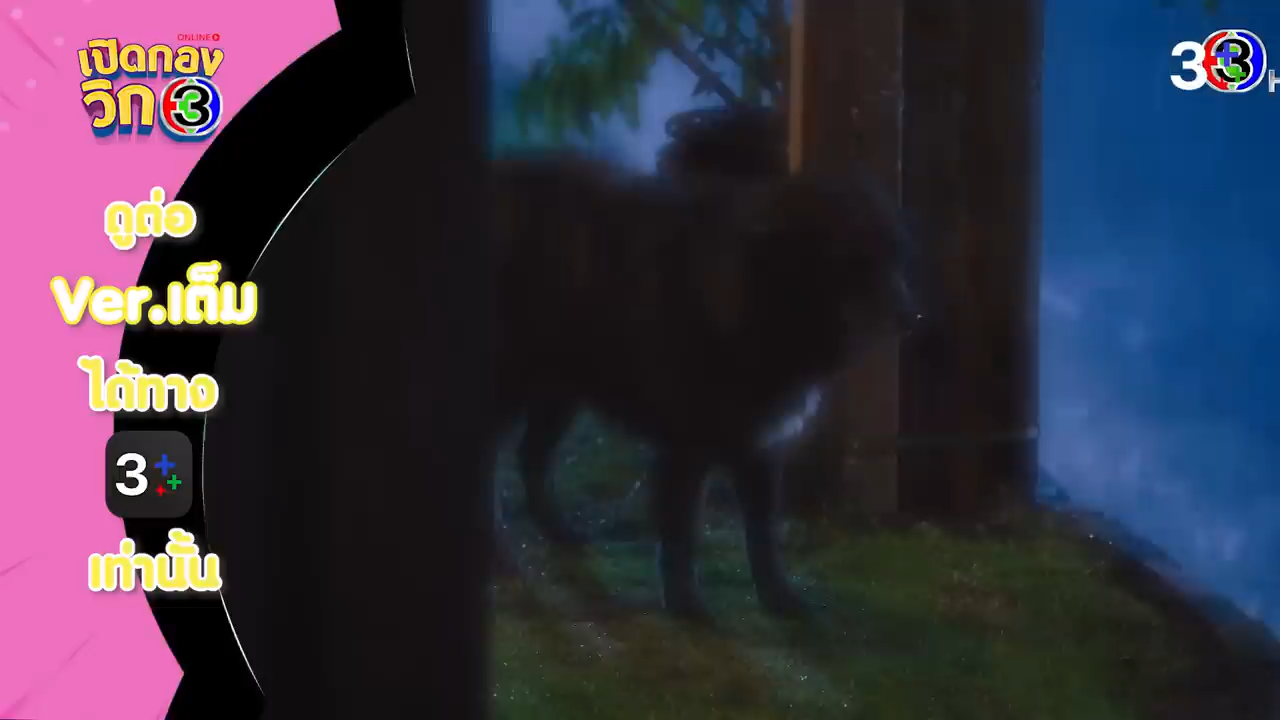 ONLINE
เปิดกอง
วิก 3
33H
ดูต่อ
Ver.เต็ม
ได้ทาง
3
เท่านั้น